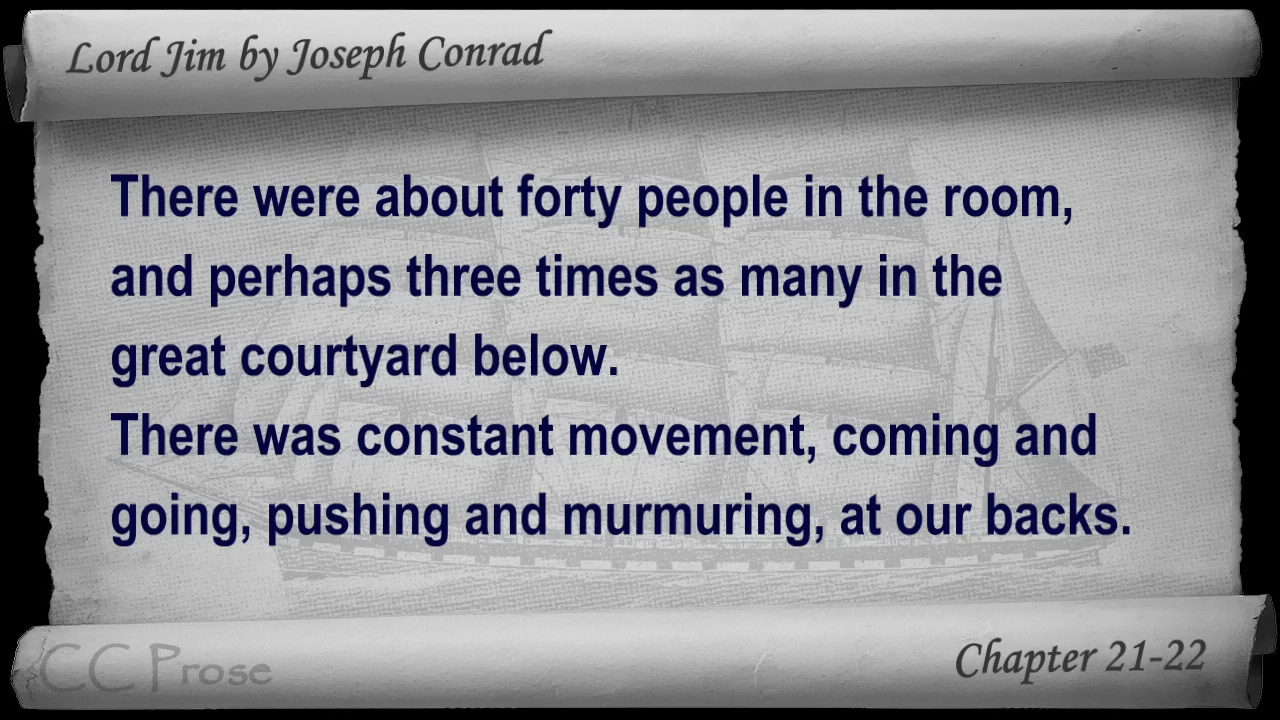 Lord Jim by Joseph Conrad
There were about forty people in the room,
and perhaps three times as many in the
great courtyard below.
There was constant movement, coming and
going, pushing and murmuring, at our backs.
CC Prose
Chapter 21-22